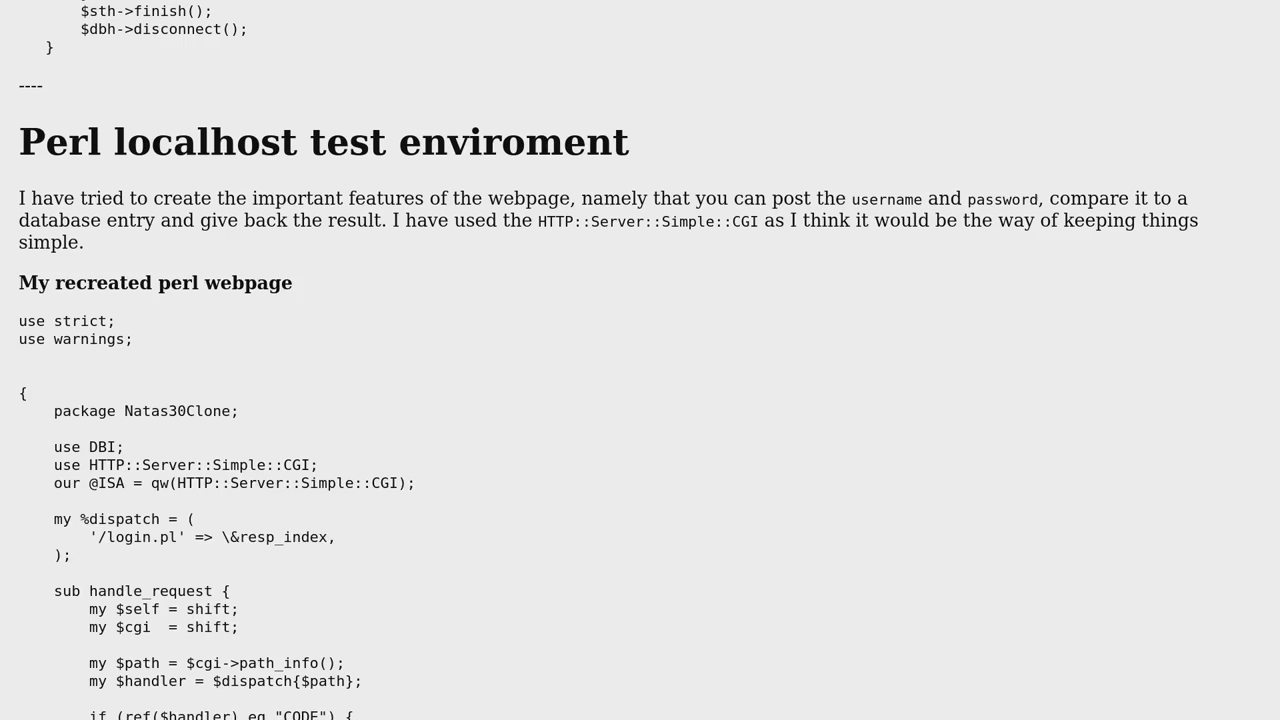 $sth->finish();
$dbh->disconnect();
}
----
Perl localhost test enviroment
I have tried to create the important features of the webpage, namely that you can post the username and password, compare it to a
database entry and give back the result. I have used the HTTP::Server::Simple::CGI as I think it would be the way of keeping things
simple.
My recreated perl webpage
use strict;
use warnings;
{
package Natas30Clone;
use DBI;
use HTTP::Server::Simple::CGI;
our @ISA = qw(HTTP::Server::Simple::CGI);
my %dispatch = (
'/login.pl' => \&resp_index,
);
sub handle_request {
my $self = shift;
my $cgi  = shift;
my $path = $cgi->path_info();
my $handler = $dispatch{$path};
if (ref($handler) eq "CODE") {